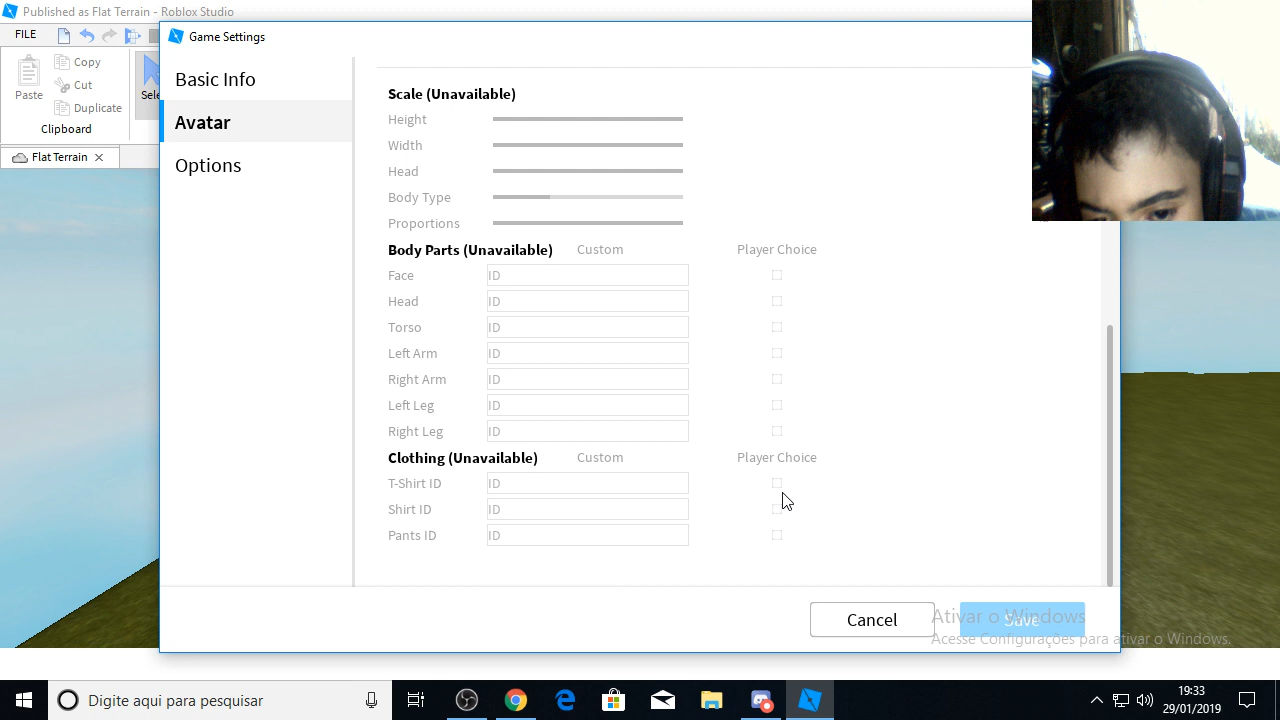 Published as Flat Terrain - Roblox Studio
FILE
Copy
Cut
Duplicate
Paste
Sele
Clipboard
Flat Terrain
Game Settings
Basic Info
Avatar
Options
Scale (Unavailable)
Height
Width
Head
Body Type
Proportions
Body Parts (Unavailable) Custom Player Choice
Face ID
Head ID
Torso ID
Left Arm ID
Right Arm ID
Left Leg ID
Right Leg ID
Clothing (Unavailable) Custom Player Choice
T-Shirt ID ID
Shirt ID ID
Pants ID ID
Cancel Save
Ativar o Windows
Acesse Configurações para ativar o Windows.
Digite aqui para pesquisar
19:33
29/01/2019